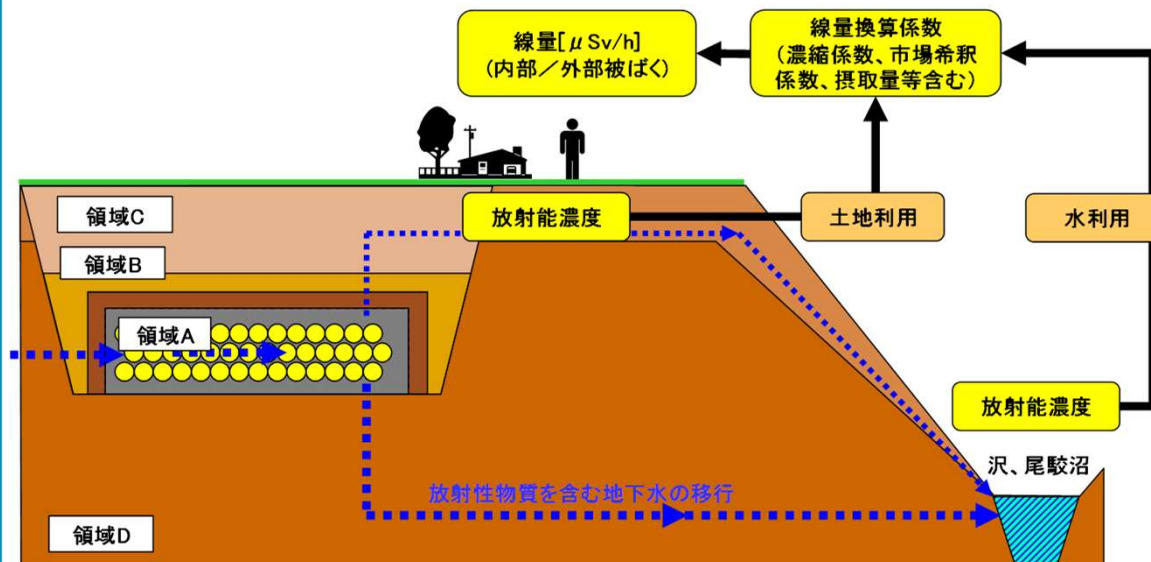 線量[μSv/h]
(内部／外部被ばく)
線量換算係数
(濃縮係数、市場希釈
係数、摂取量等含む)
領域C
放射能濃度
土地利用
水利用
領域B
領域A
放射能濃度
沢、尾駮沼
放射性物質を含む地下水の移行
領域D